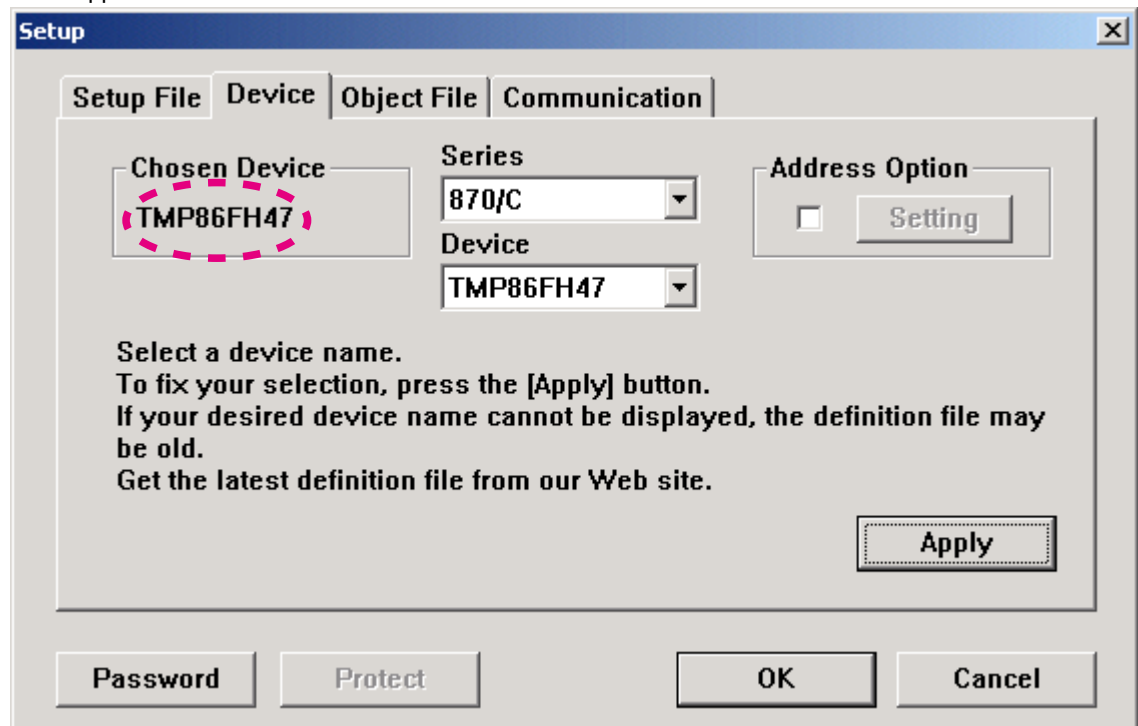 Setup
Setup File Device Object File Communication
Chosen Device
TMP86FH47
Series
870/C
Device
TMP86FH47
Address Option
Setting
Select a device name.
To fix your selection, press the [Apply] button.
If your desired device name cannot be displayed, the definition file may
be old.
Get the latest definition file from our Web site.
Apply
Password Protect OK Cancel